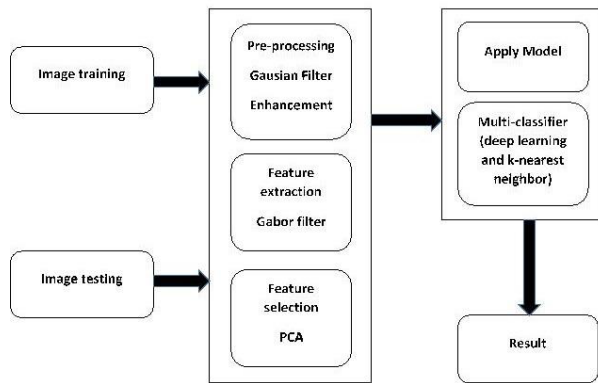 Image training
Image testing
Pre-processing
Gausian Filter
Enhancement
Feature
extraction
Gabor filter
Feature
selection
PCA
Apply Model
Multi-classifier
(deep learning
and k-nearest
neighbor)
Result